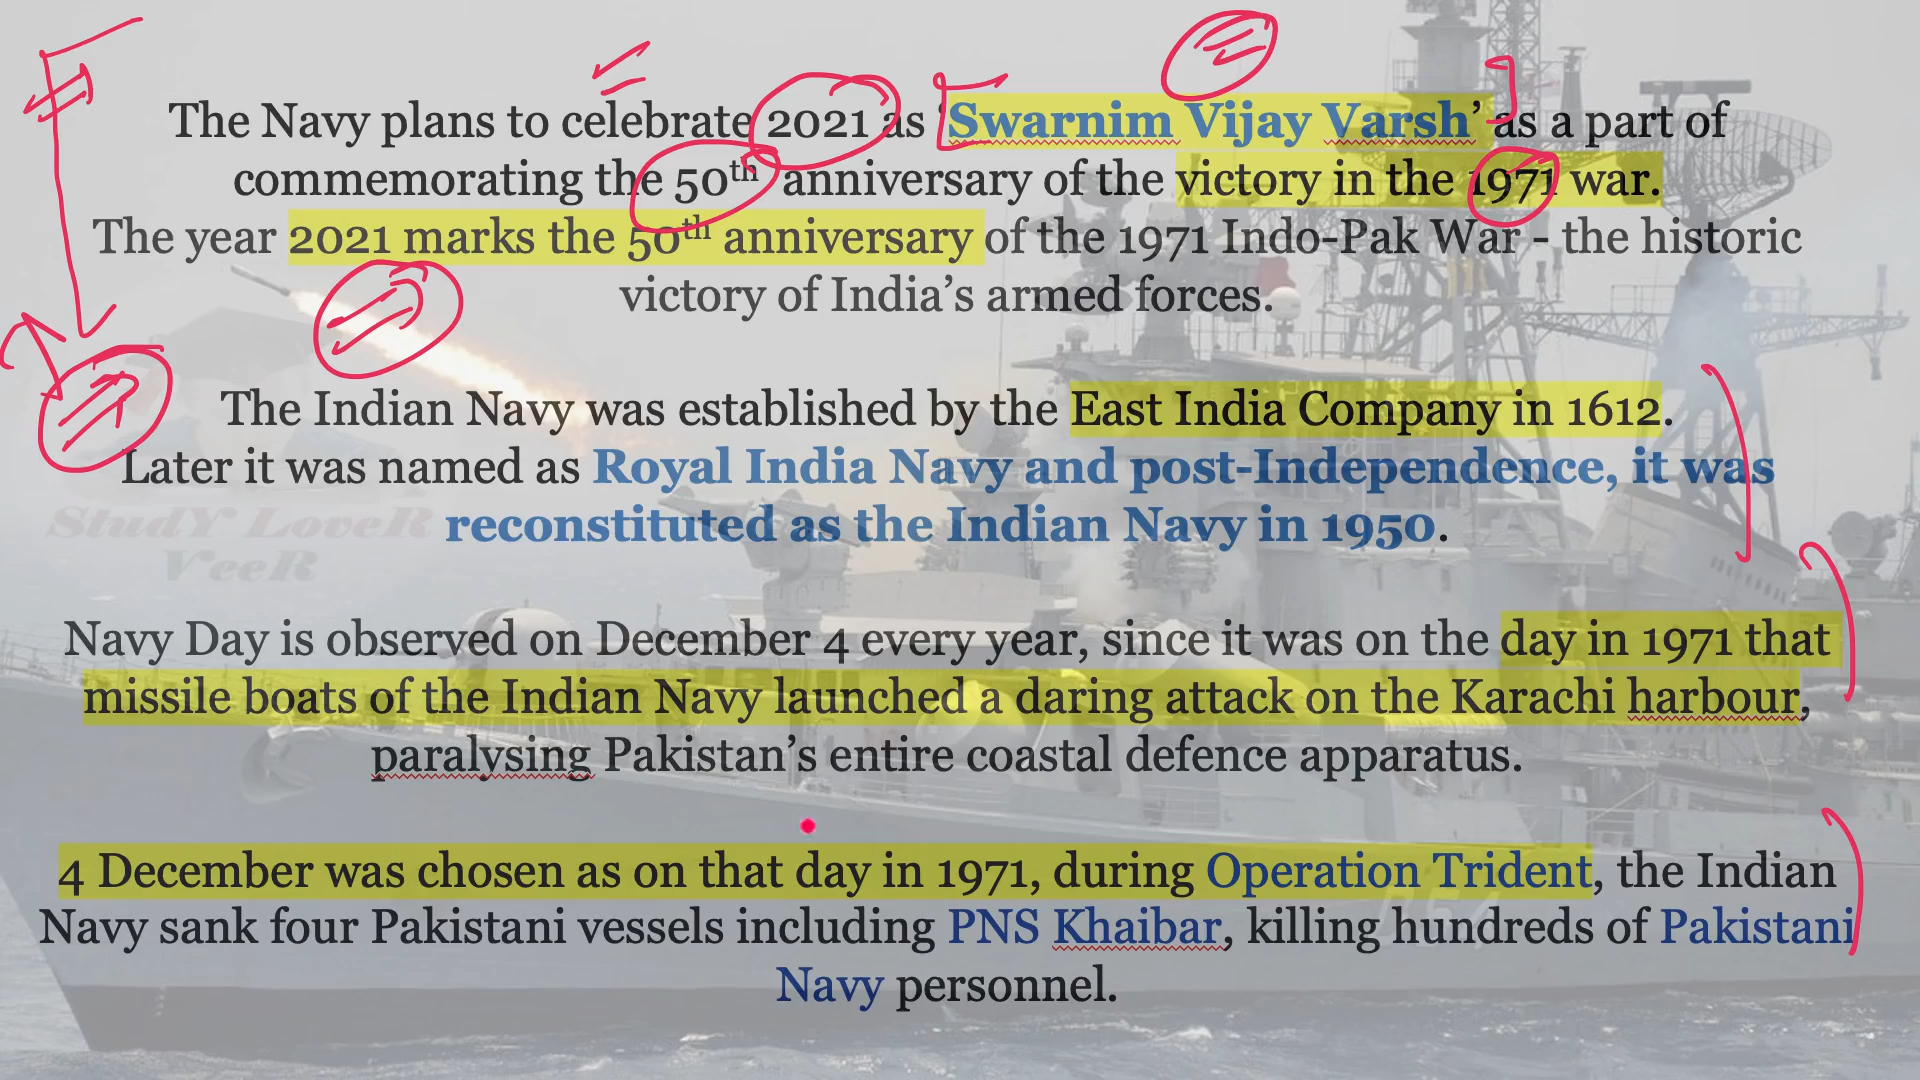 The Navy plans to celebrate 2021 as ‘Swarnim Vijay Varsh’ as a part of
commemorating the 50th anniversary of the victory in the 1971 war.
The year 2021 marks the 50th anniversary of the 1971 Indo-Pak War - the historic
victory of India’s armed forces.
The Indian Navy was established by the East India Company in 1612.
Later it was named as Royal India Navy and post-Independence, it was
reconstituted as the Indian Navy in 1950.
StudY LoveR
VeeR
Navy Day is observed on December 4 every year, since it was on the day in 1971 that
missile boats of the Indian Navy launched a daring attack on the Karachi harbour,
paralysing Pakistan’s entire coastal defence apparatus.
4 December was chosen as on that day in 1971, during Operation Trident, the Indian
Navy sank four Pakistani vessels including PNS Khaibar, killing hundreds of Pakistani
Navy personnel.